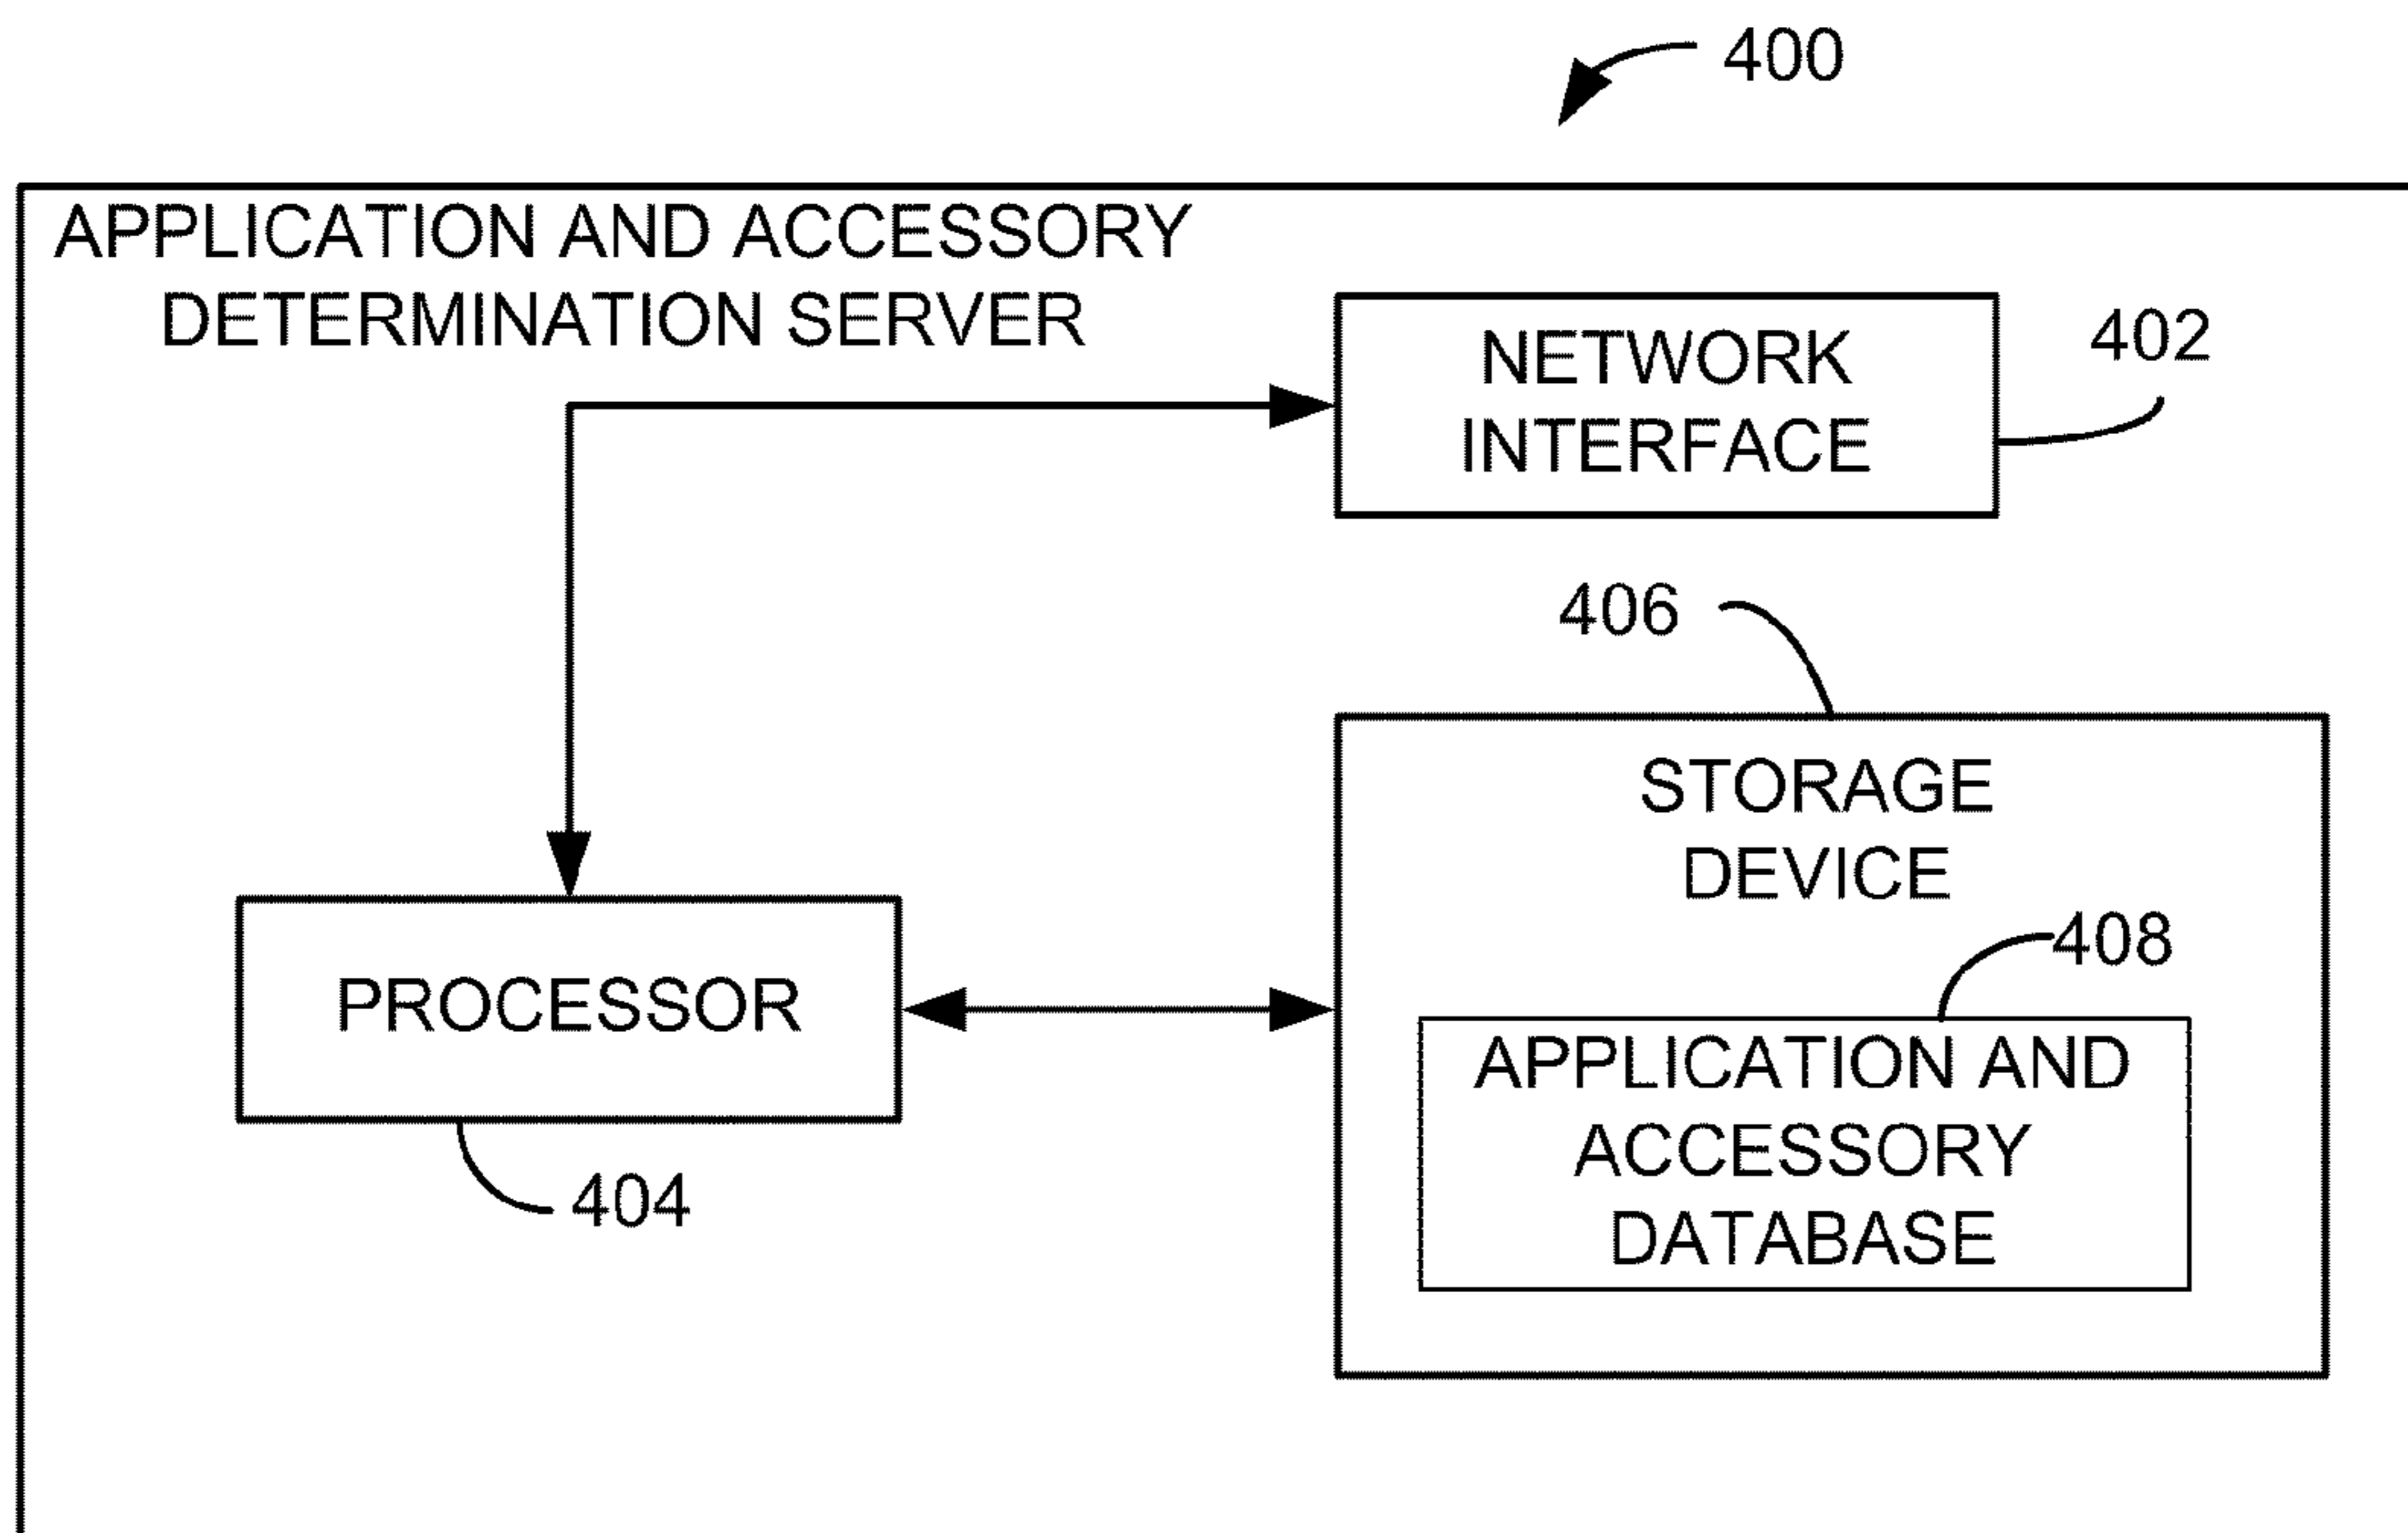 400
APPLICATION AND ACCESSORY
DETERMINATION SERVER
NETWORK
INTERFACE
402
406
STORAGE
DEVICE
408
APPLICATION AND
ACCESSORY
DATABASE
PROCESSOR
404